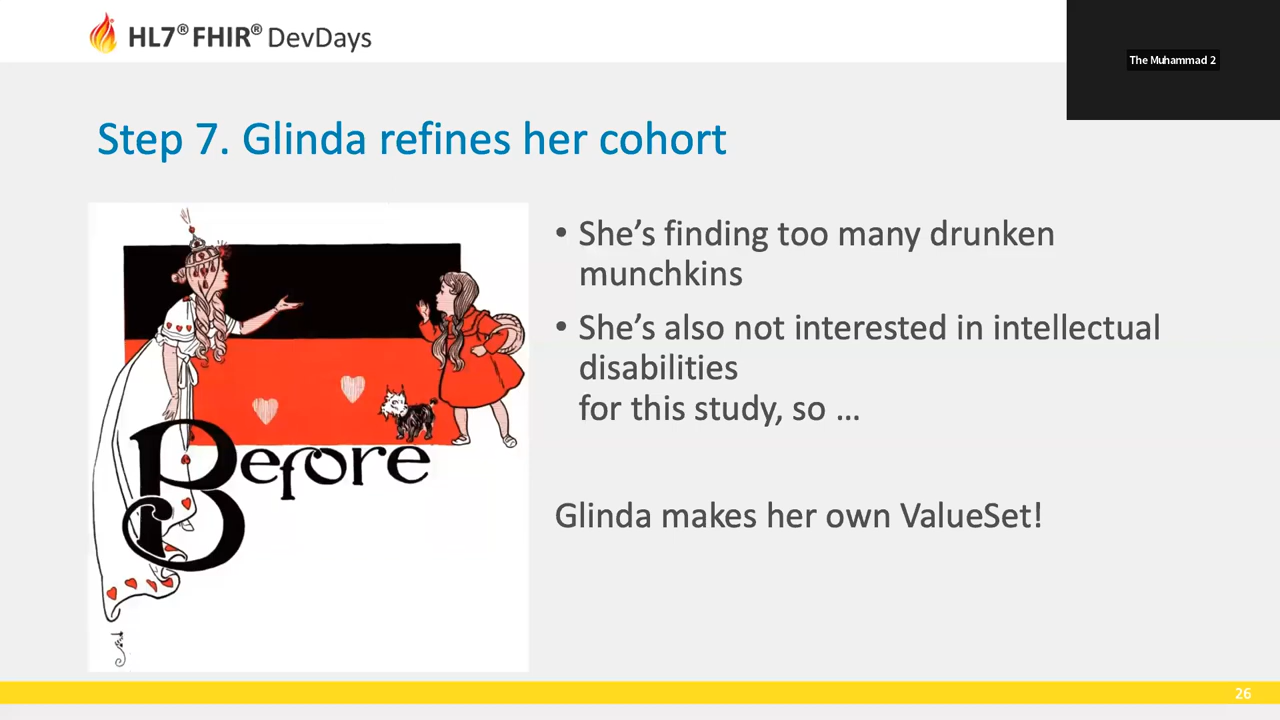 HL7® FHIR® DevDays
The Muhammad 2
Step 7. Glinda refines her cohort
• She’s finding too many drunken
munchkins
• She’s also not interested in intellectual
disabilities
for this study, so …
Glinda makes her own ValueSet!
Before
26